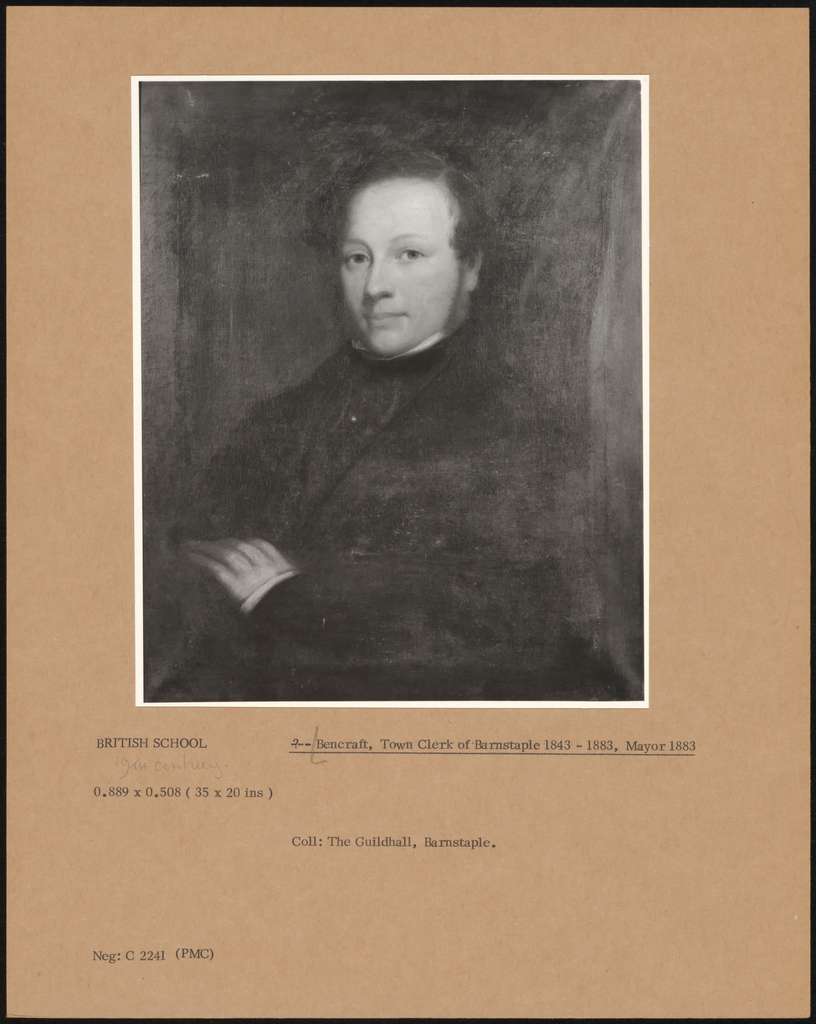 BRITISH SCHOOL
?-- Bencraft, Town Clerk of Barnstaple 1843 - 1883, Mayor 1883
19th century.
0.889 x 0.508 ( 35 x 20 ins )
Coll: The Guildhall, Barnstaple.
Neg: C 2241 (PMC)